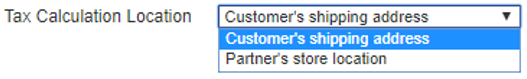 Tax Calculation Location Customer's shipping address
Customer's shipping address
Partner's store location